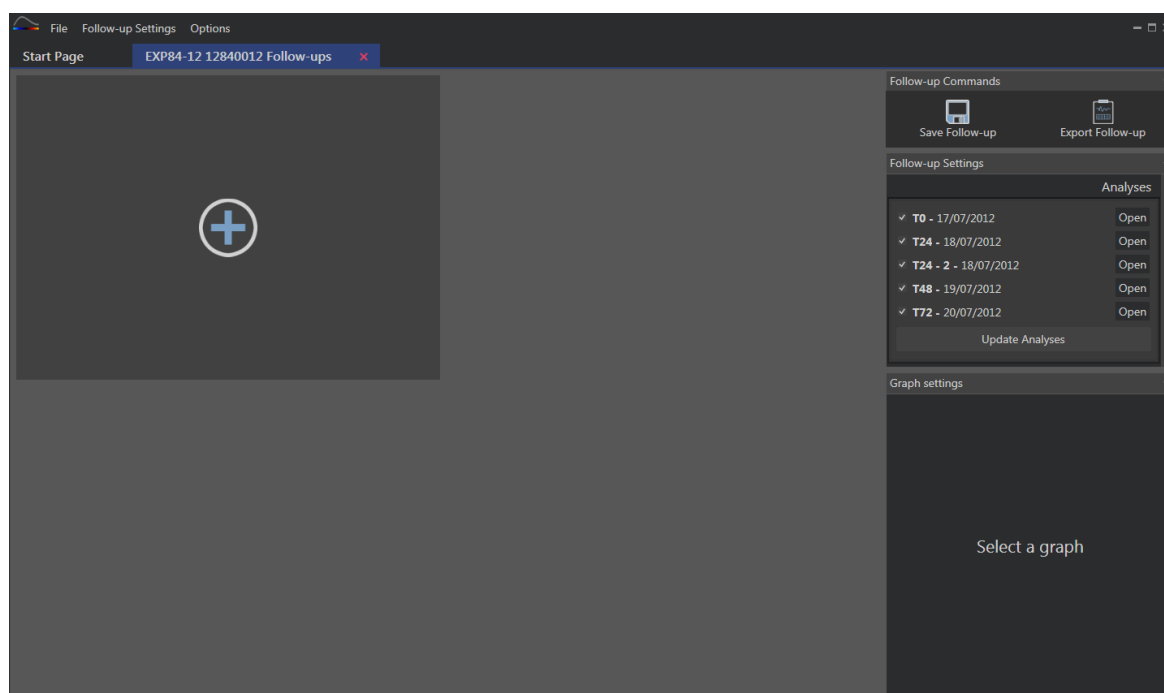 File Follow-up Settings Options
Start Page EXP84-12 12840012 Follow-ups
Follow-up Commands
Save Follow-up Export Follow-up
Follow-up Settings
Analyses
T0 - 17/07/2012 Open
T24 - 18/07/2012 Open
T24 - 2 - 18/07/2012 Open
T48 - 19/07/2012 Open
T72 - 20/07/2012 Open
Update Analyses
Graph settings
Select a graph